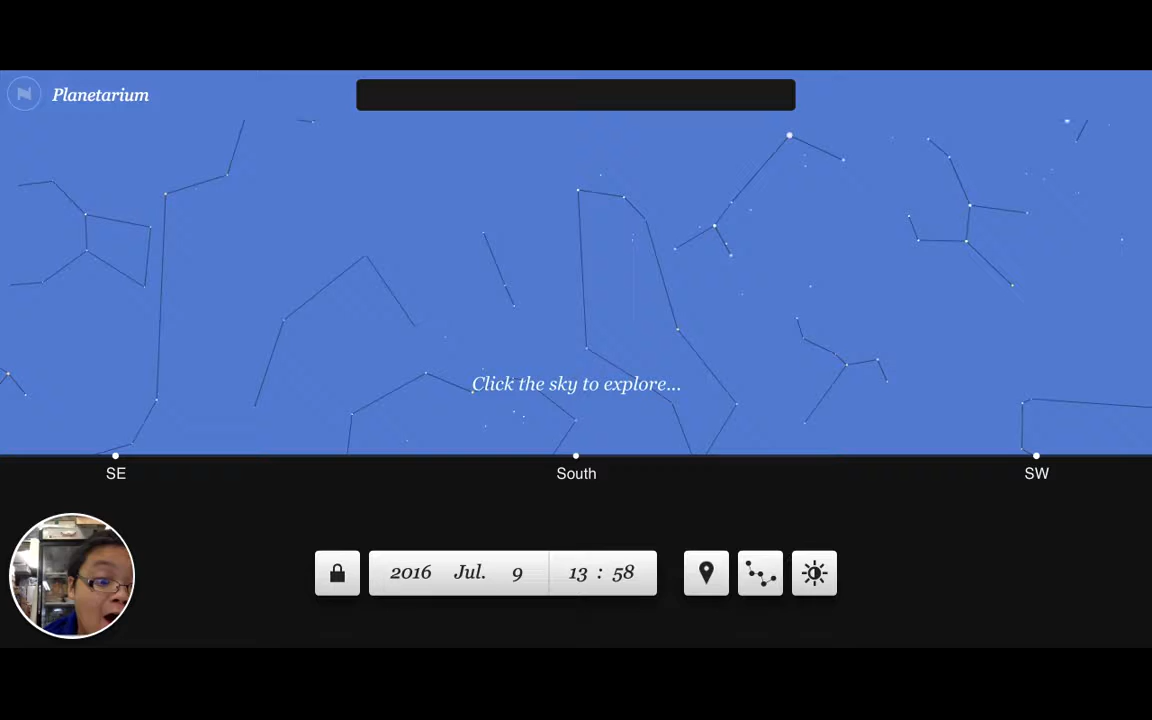 Planetarium
Click the sky to explore...
SE
South
SW
2016 Jul. 9 13 : 58